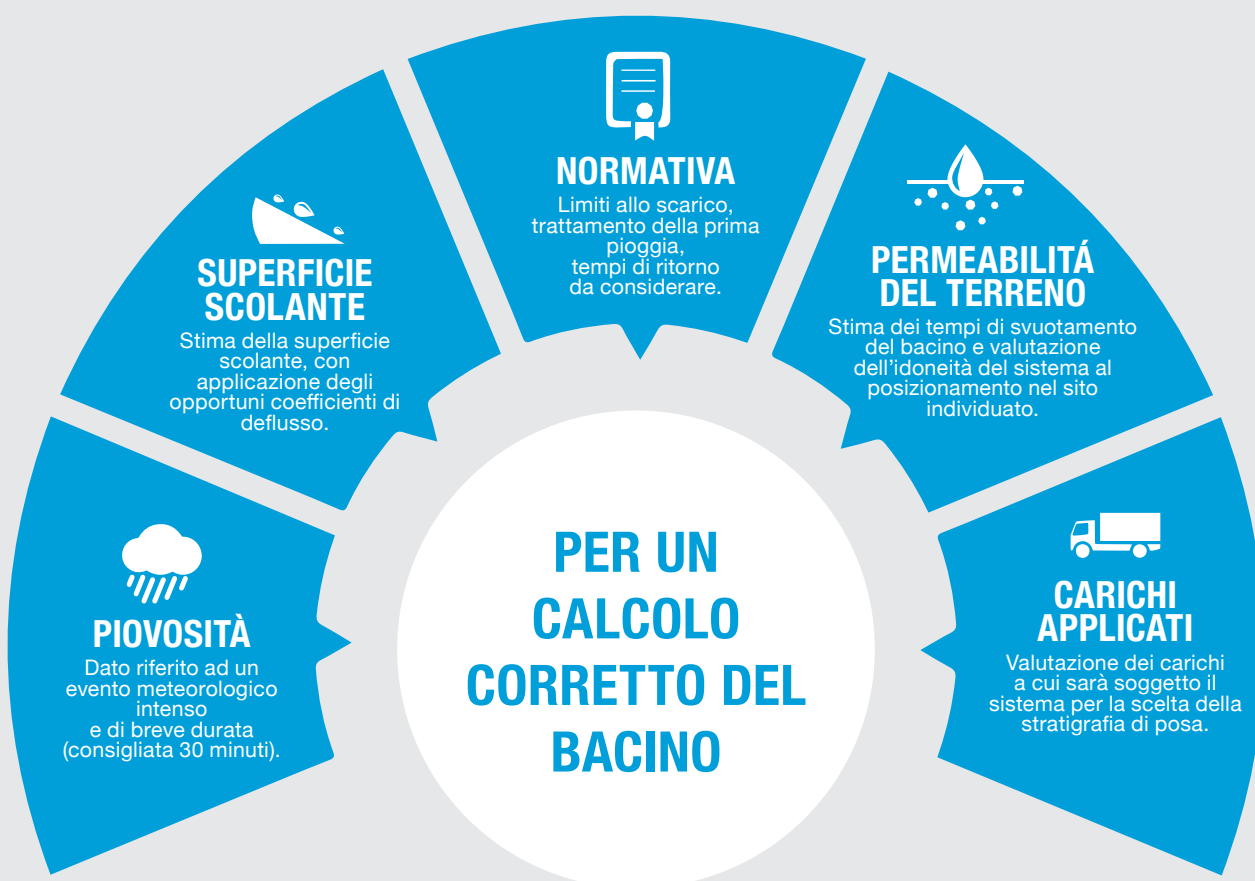 PIOVOSITÀ
Dato riferito ad un
evento meteorologico
intenso
e di breve durata
(consigliata 30 minuti).
SUPERFICIE
SCOLANTE
Stima della superficie
scolante, con
applicazione degli
opportuni coefficienti di
deflusso.
NORMATIVA
Limiti allo scarico,
trattamento della prima
pioggia,
tempi di ritorno
da considerare.
PERMEABILITÁ
DEL TERRENO
Stima dei tempi di svuotamento
del bacino e valutazione
dell'idoneità del sistema al
posizionamento nel sito
individuato.
CARICHI
APPLICATI
Valutazione dei carichi
a cui sarà soggetto il
sistema per la scelta della
stratigrafia di posa.
PER UN
CALCOLO
CORRETTO DEL
BACINO